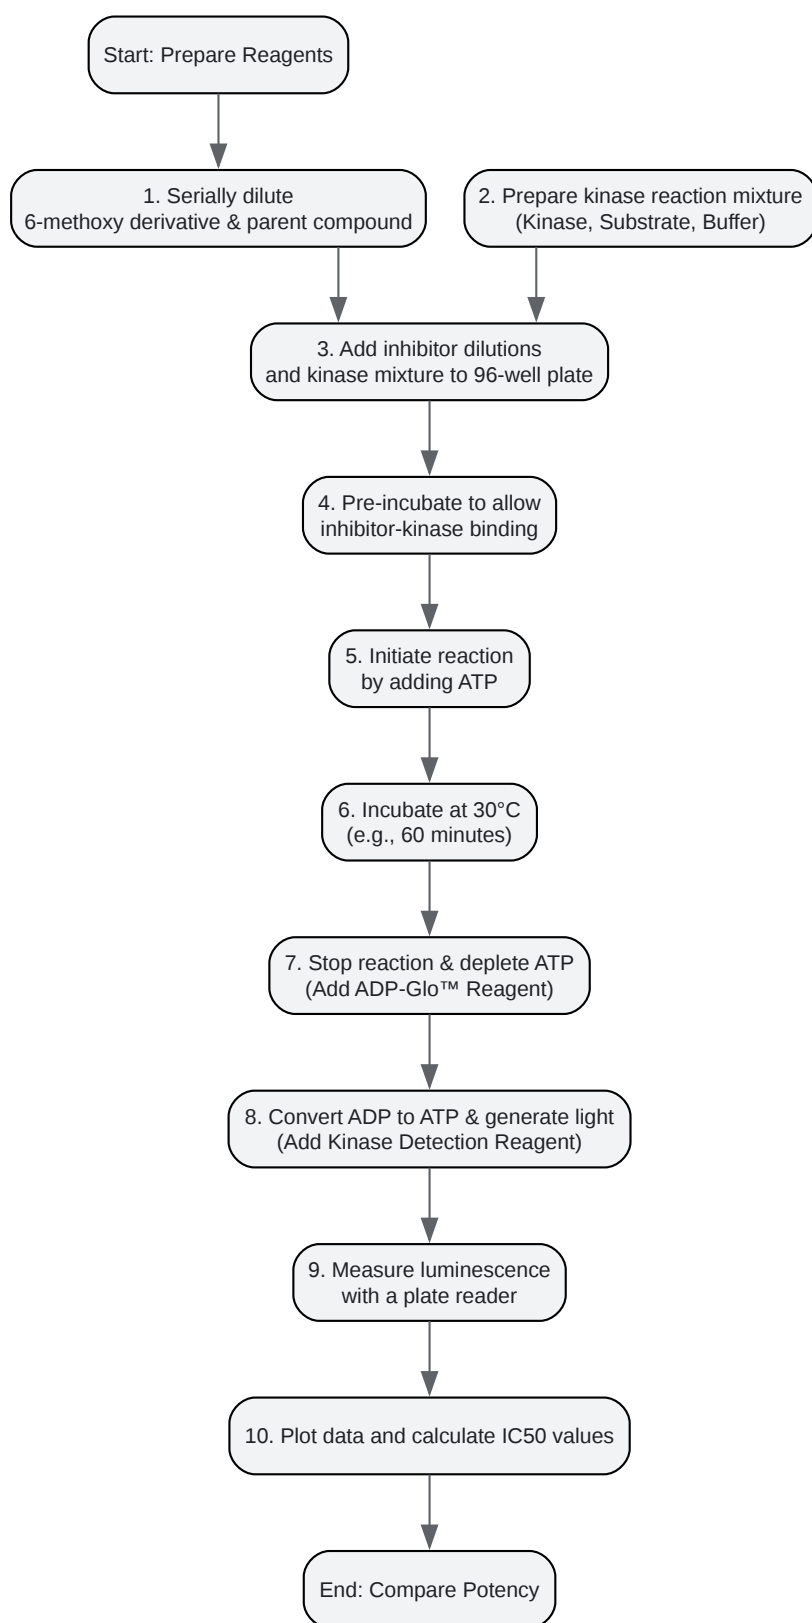 Start: Prepare Reagents
1. Serially dilute
6-methoxy derivative & parent compound
2. Prepare kinase reaction mixture
(Kinase, Substrate, Buffer)
3. Add inhibitor dilutions
and kinase mixture to 96-well plate
4. Pre-incubate to allow
inhibitor-kinase binding
5. Initiate reaction
by adding ATP
6. Incubate at 30°C
(e.g., 60 minutes)
7. Stop reaction & deplete ATP
(Add ADP-Glo™ Reagent)
8. Convert ADP to ATP & generate light
(Add Kinase Detection Reagent)
9. Measure luminescence
with a plate reader
10. Plot data and calculate IC50 values
End: Compare Potency